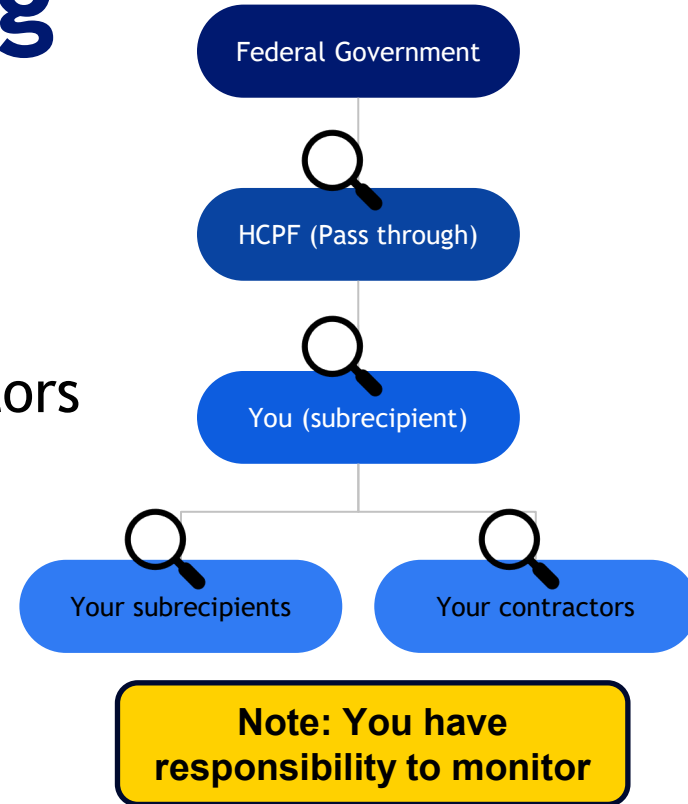 g
Federal Government
HCPF (Pass through)
ors
You (subrecipient)
Your subrecipients
Your contractors
Note: You have
responsibility to monitor